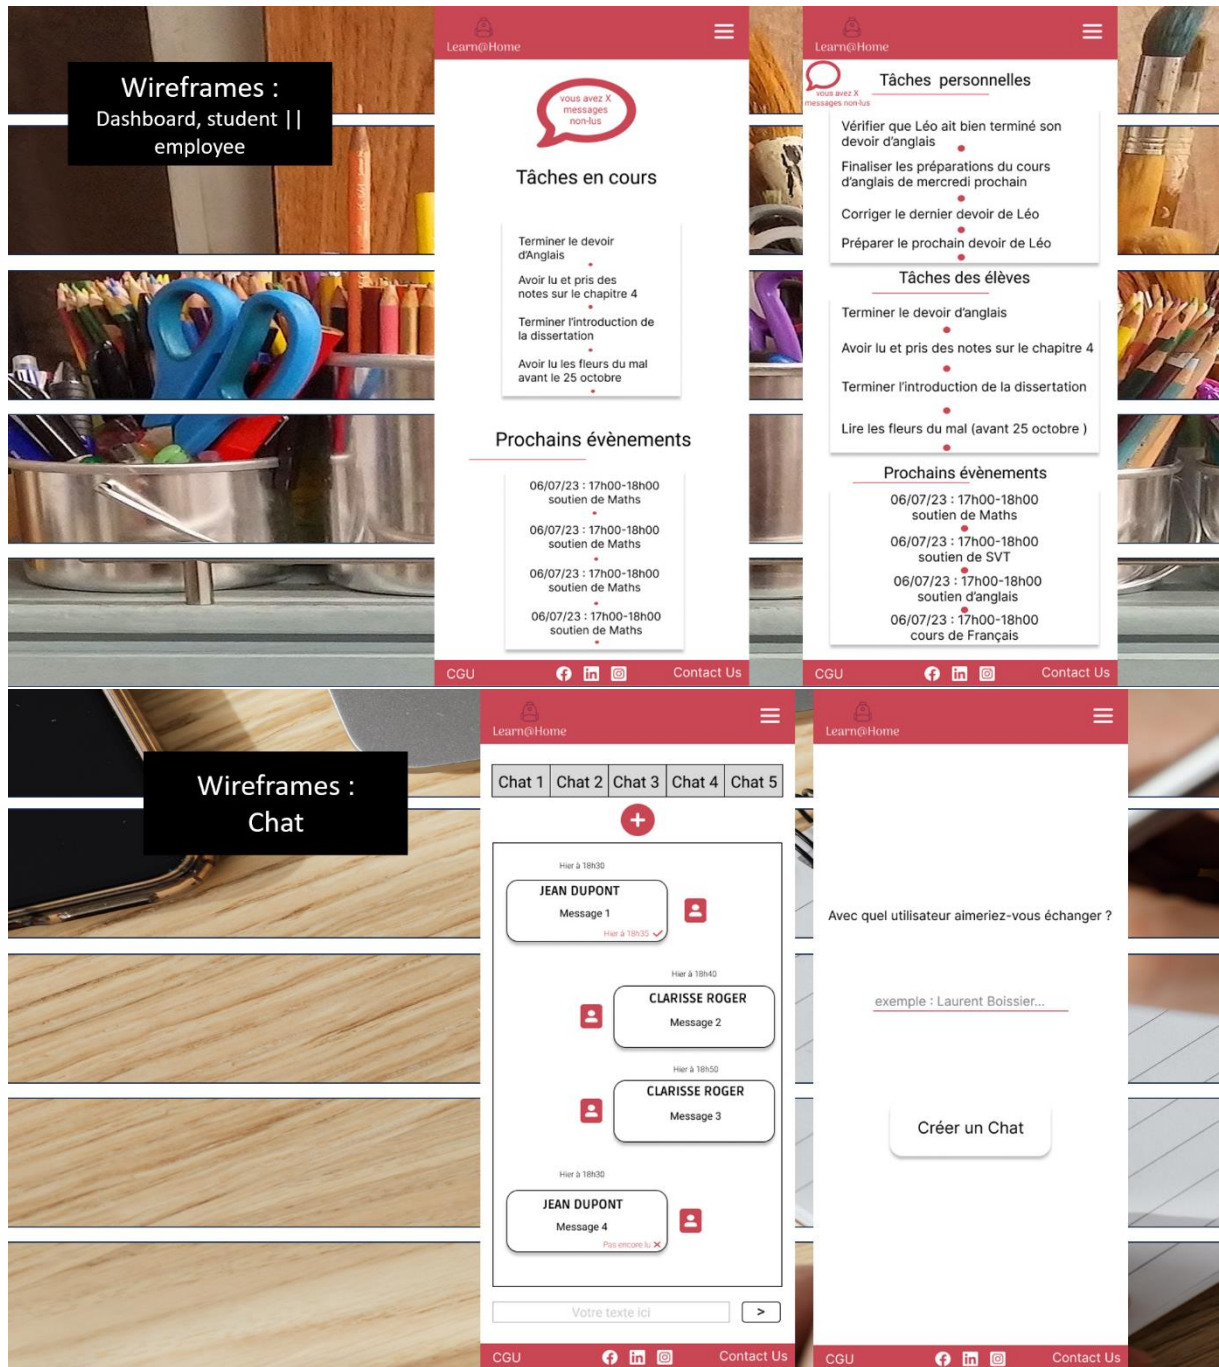 Wireframes :
Dashboard, student ||
employee
Learn@Home
vous avez X
messages
non-lus
Tâches en cours
Terminer le devoir
d'Anglais
Avoir lu et pris des
notes sur le chapitre 4
Terminer l'introduction de
la dissertation
Avoir lu les fleurs du mal
avant le 25 octobre
Prochains évènements
06/07/23 : 17h00-18h00
soutien de Maths
06/07/23 : 17h00-18h00
soutien de Maths
06/07/23 : 17h00-18h00
soutien de Maths
06/07/23 : 17h00-18h00
soutien de Maths
CGU
Contact Us
Learn@Home
vous avez X
messages non-lus
Tâches personnelles
Vérifier que Léo ait bien terminé son
devoir d'anglais
Finaliser les préparations du cours
d'anglais de mercredi prochain
Corriger le dernier devoir de Léo
Préparer le prochain devoir de Léo
Tâches des élèves
Terminer le devoir d'anglais
Avoir lu et pris des notes sur le chapitre 4
Terminer l'introduction de la dissertation
Lire les fleurs du mal (avant 25 octobre )
Prochains évènements
06/07/23 : 17h00-18h00
soutien de Maths
06/07/23 : 17h00-18h00
soutien de SVT
06/07/23 : 17h00-18h00
soutien d'anglais
06/07/23 : 17h00-18h00
cours de Français
CGU
Contact Us
Wireframes :
Chat
Learn@Home
Chat 1 Chat 2 Chat 3 Chat 4 Chat 5
+
Hier à 18h30
JEAN DUPONT
Message 1
Hier à 18h35
Hier à 18h40
CLARISSE ROGER
Message 2
Hier à 18h50
CLARISSE ROGER
Message 3
Hier à 18h30
JEAN DUPONT
Message 4
Pas encore lu
Votre texte ici
>
CGU
Contact Us
Learn@Home
Avec quel utilisateur aimeriez-vous échanger ?
exemple : Laurent Boissier...
Créer un Chat
CGU
Contact Us